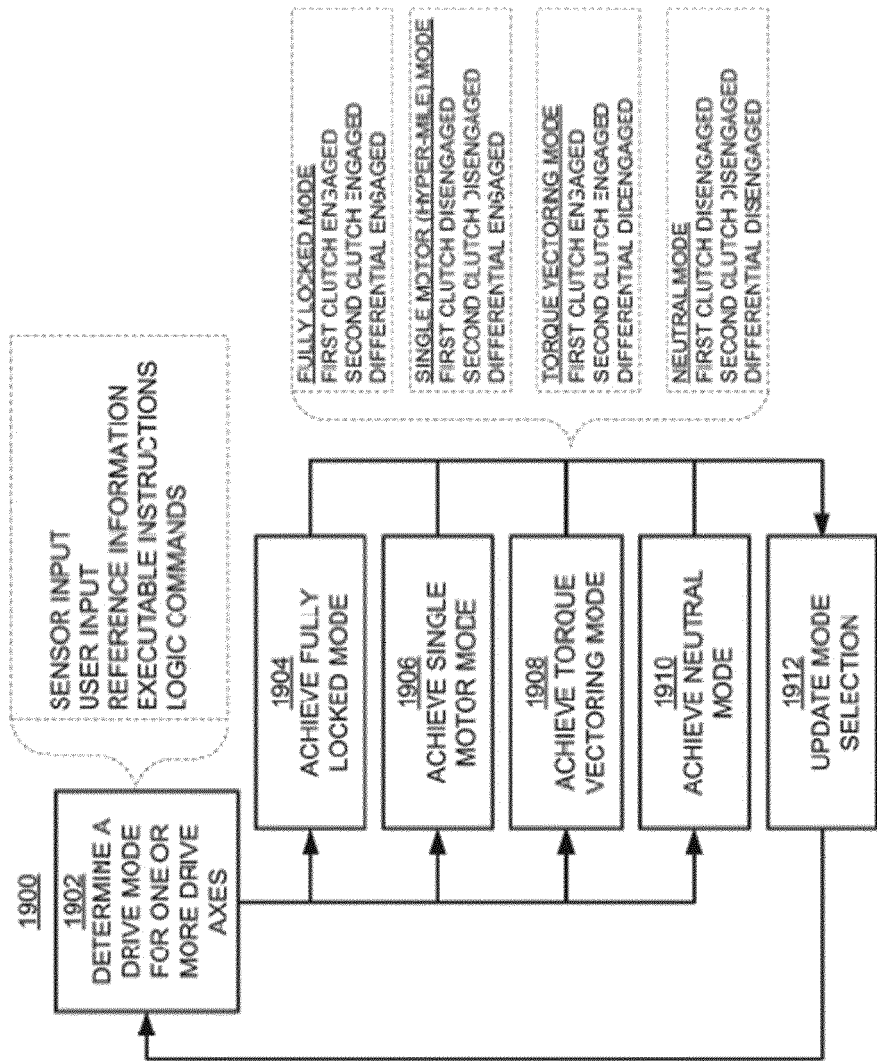 1900
1902
DETERMINE A
DRIVE MODE
FOR ONE OR
MORE DRIVE
AXES
SENSOR INPUT
USER INPUT
REFERENCE INFORMATION
EXECUTABLE INSTRUCTIONS
LOGIC COMMANDS
1904
ACHIEVE FULLY
LOCKED MODE
1906
ACHIEVE SINGLE
MOTOR MODE
1908
ACHIEVE TORQUE
VECTORING MODE
1910
ACHIEVE NEUTRAL
MODE
1912
UPDATE MODE
SELECTION
FULLY LOCKED MODE
FIRST CLUTCH ENGAGED
SECOND CLUTCH ENGAGED
DIFFERENTIAL ENGAGED
SINGLE MOTOR (HYPER-MILE) MODE
FIRST CLUTCH DISENGAGED
SECOND CLUTCH DISENGAGED
DIFFERENTIAL ENGAGED
TORQUE VECTORING MODE
FIRST CLUTCH ENGAGED
SECOND CLUTCH ENGAGED
DIFFERENTIAL DICENGAGED
NEUTRAL MODE
FIRST CLUTCH DISENGAGED
SECOND CLUTCH DISENGAGED
DIFFERENTIAL DISENGAGED